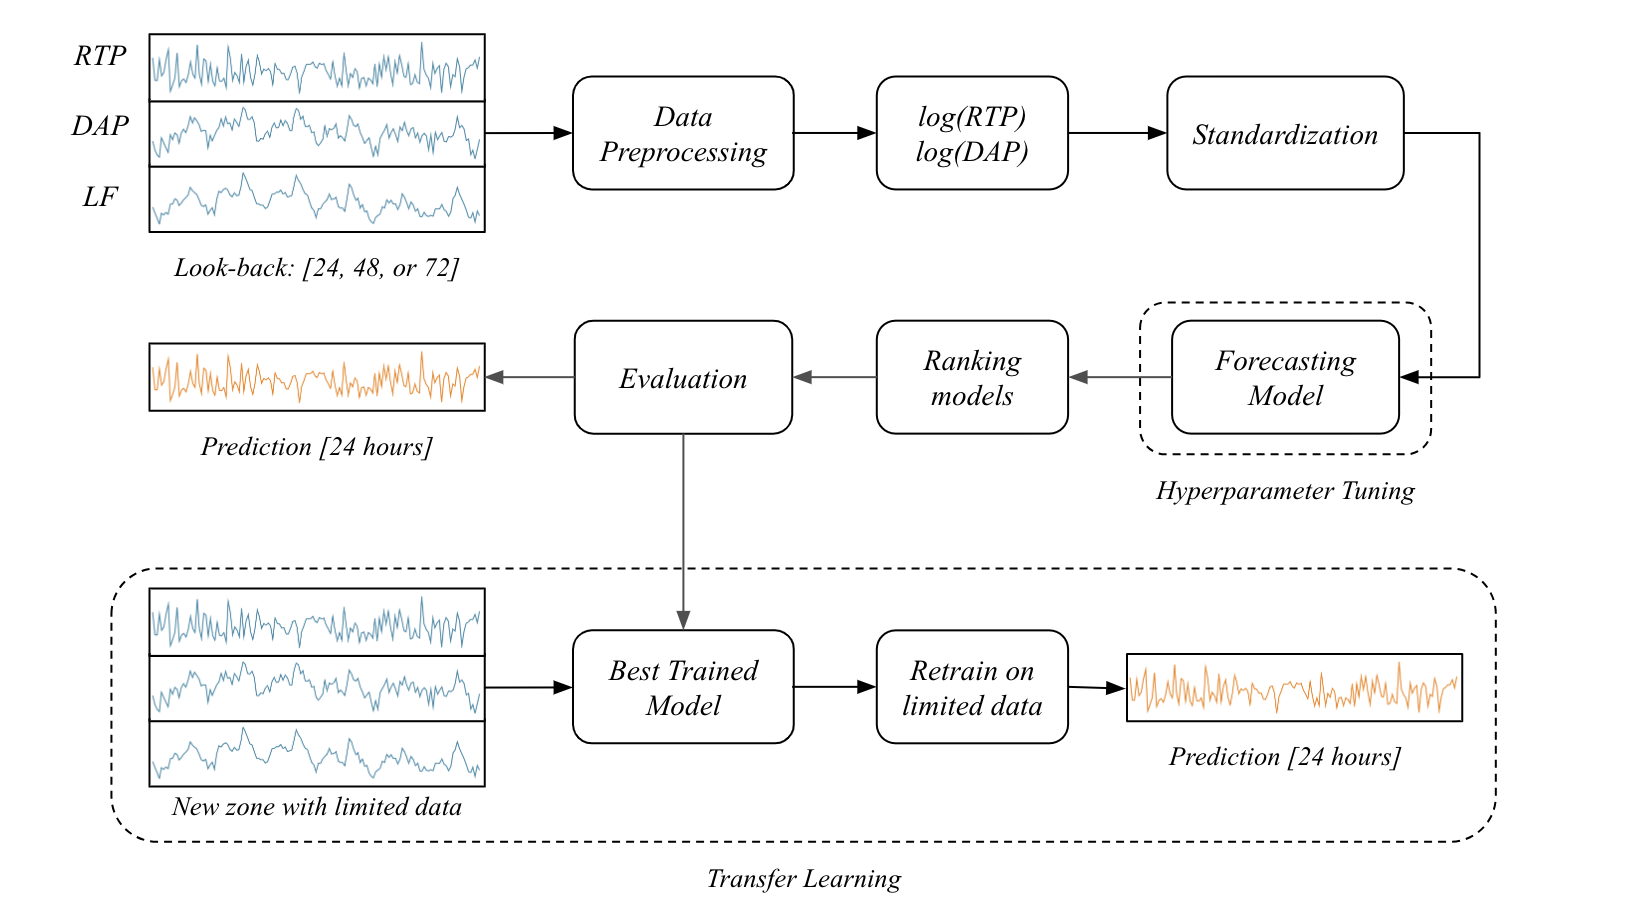 RTP
DAP
LF
Look-back: [24, 48, or 72]
Data
Preprocessing
log(RTP)
log(DAP)
Standardization
Forecasting
Model
Hyperparameter Tuning
Ranking
models
Evaluation
Prediction [24 hours]
New zone with limited data
Best Trained
Model
Retrain on
limited data
Prediction [24 hours]
Transfer Learning